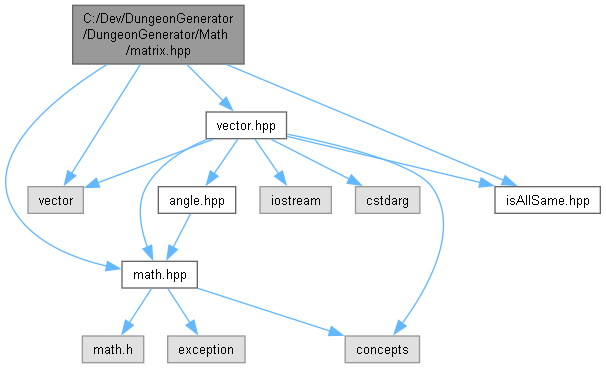 C:/Dev/DungeonGenerator
/DungeonGenerator/Math
/matrix.hpp
vector.hpp
vector
angle.hpp
iostream
cstdarg
isAllSame.hpp
math.hpp
math.h
exception
concepts